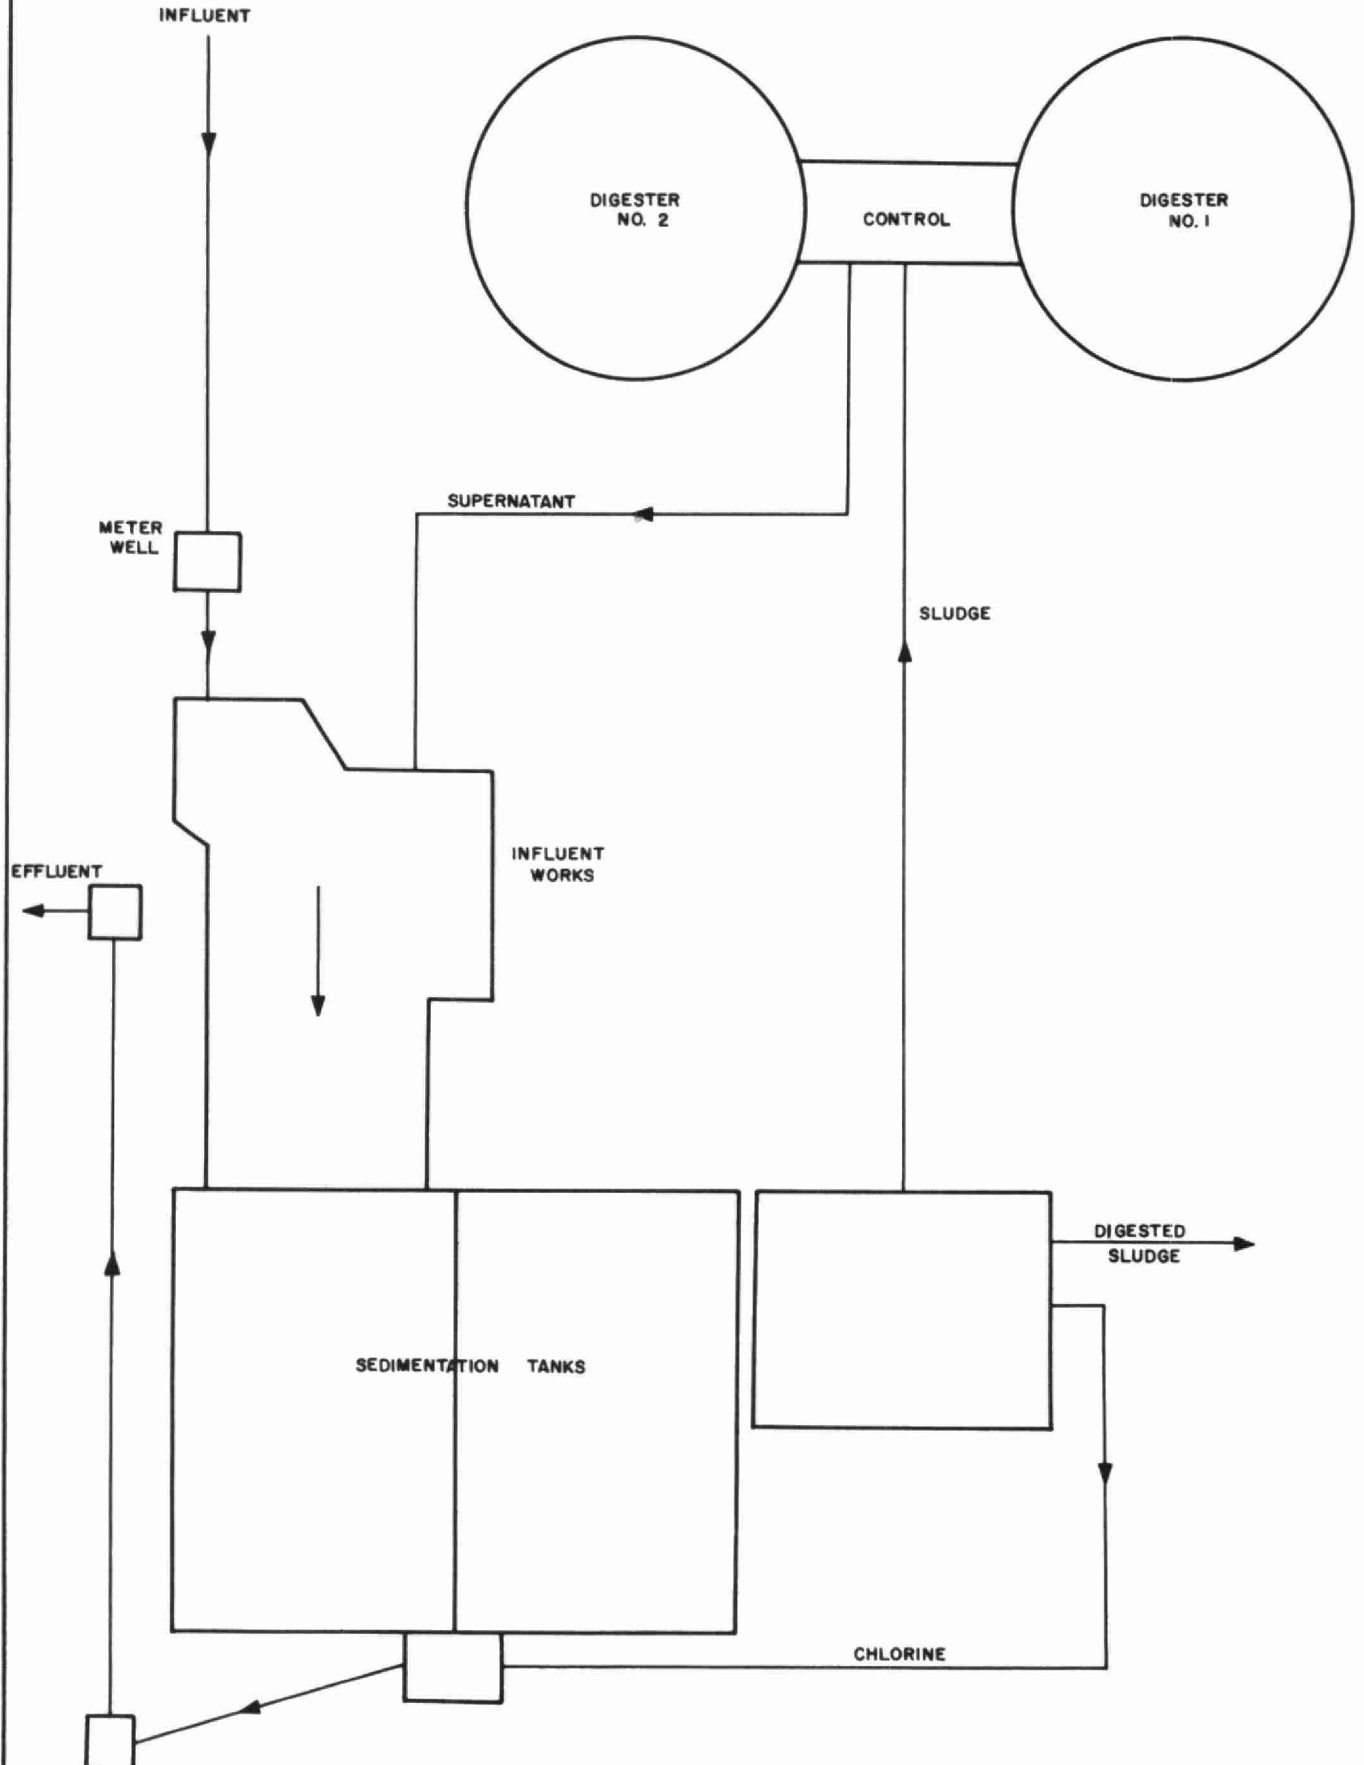 INFLUENT
DIGESTER
NO. 2
CONTROL
DIGESTER
NO. 1
SUPERNATANT
METER
WELL
SLUDGE
INFLUENT
WORKS
EFFLUENT
DIGESTED
SLUDGE
SEDIMENTATION TANKS
CHLORINE